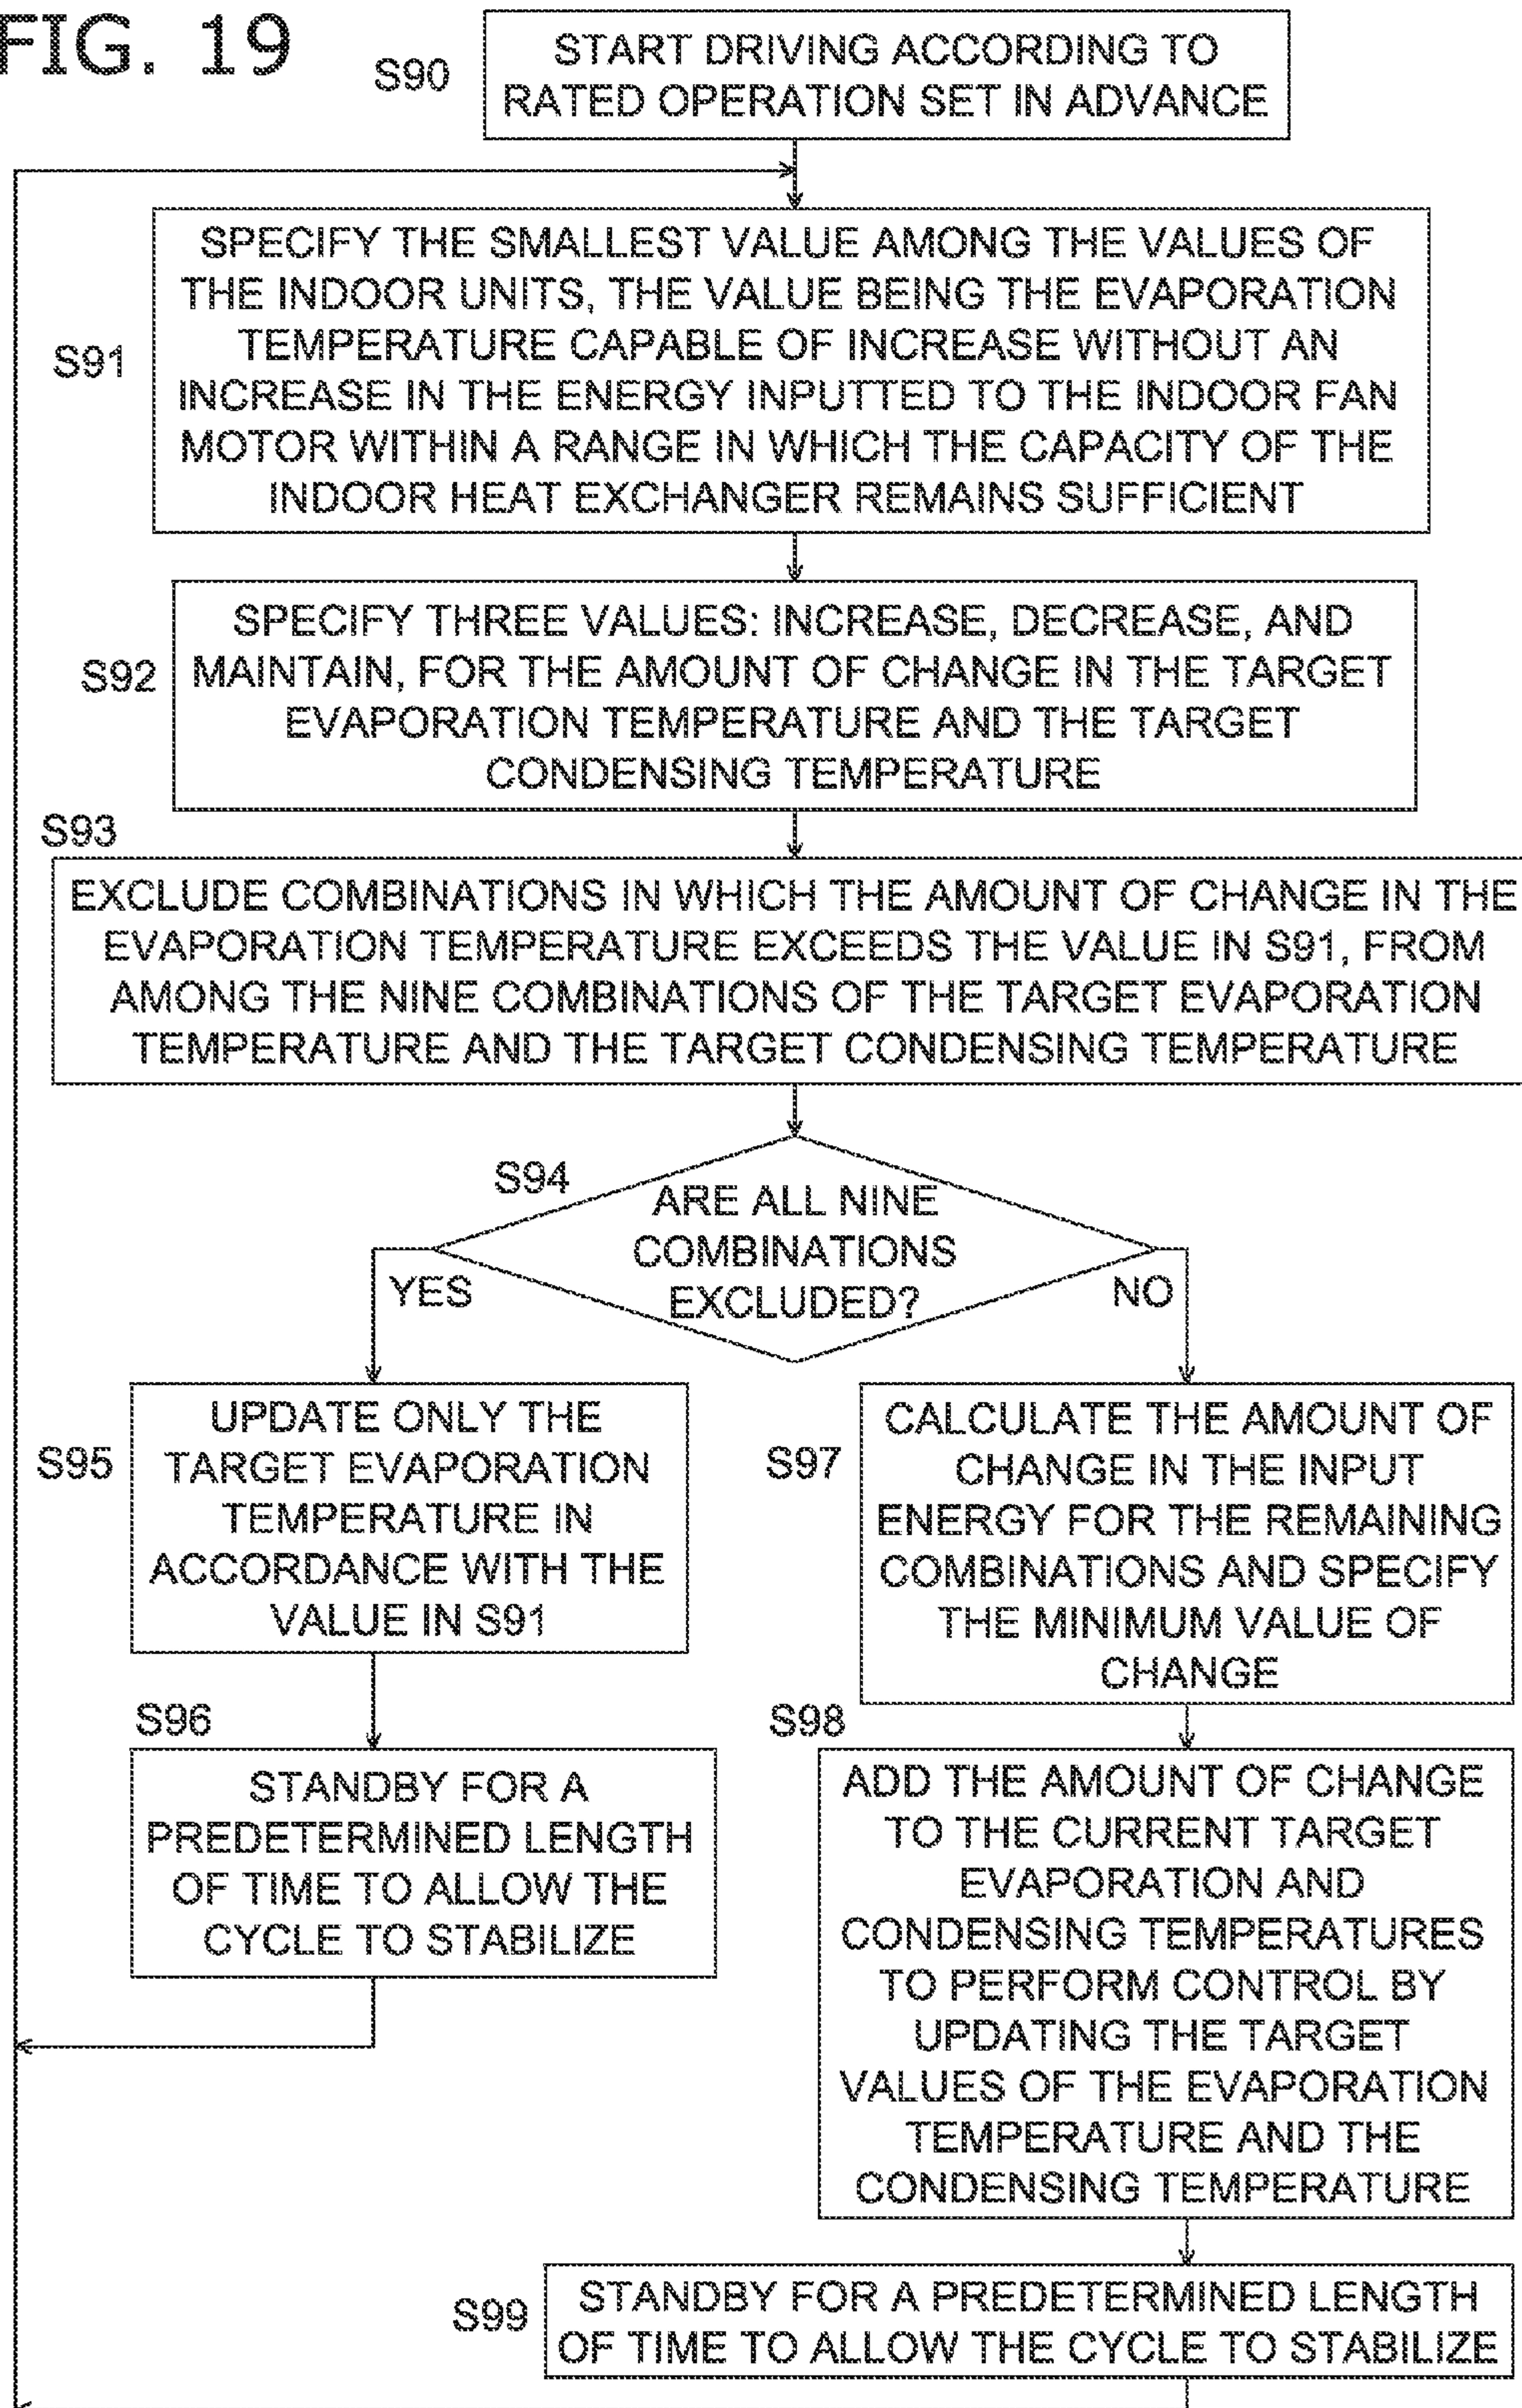 FIG. 19
S90
START DRIVING ACCORDING TO
RATED OPERATION SET IN ADVANCE
S91
SPECIFY THE SMALLEST VALUE AMONG THE VALUES OF
THE INDOOR UNITS, THE VALUE BEING THE EVAPORATION
TEMPERATURE CAPABLE OF INCREASE WITHOUT AN
INCREASE IN THE ENERGY INPUTTED TO THE INDOOR FAN
MOTOR WITHIN A RANGE IN WHICH THE CAPACITY OF THE
INDOOR HEAT EXCHANGER REMAINS SUFFICIENT
S92
SPECIFY THREE VALUES: INCREASE, DECREASE, AND
MAINTAIN, FOR THE AMOUNT OF CHANGE IN THE TARGET
EVAPORATION TEMPERATURE AND THE TARGET
CONDENSING TEMPERATURE
S93
EXCLUDE COMBINATIONS IN WHICH THE AMOUNT OF CHANGE IN THE
EVAPORATION TEMPERATURE EXCEEDS THE VALUE IN S91, FROM
AMONG THE NINE COMBINATIONS OF THE TARGET EVAPORATION
TEMPERATURE AND THE TARGET CONDENSING TEMPERATURE
S94
ARE ALL NINE
COMBINATIONS
EXCLUDED?
YES
NO
S95
UPDATE ONLY THE
TARGET EVAPORATION
TEMPERATURE IN
ACCORDANCE WITH THE
VALUE IN S91
S96
STANDBY FOR A
PREDETERMINED LENGTH
OF TIME TO ALLOW THE
CYCLE TO STABILIZE
S97
CALCULATE THE AMOUNT OF
CHANGE IN THE INPUT
ENERGY FOR THE REMAINING
COMBINATIONS AND SPECIFY
THE MINIMUM VALUE OF
CHANGE
S98
ADD THE AMOUNT OF CHANGE
TO THE CURRENT TARGET
EVAPORATION AND
CONDENSING TEMPERATURES
TO PERFORM CONTROL BY
UPDATING THE TARGET
VALUES OF THE EVAPORATION
TEMPERATURE AND THE
CONDENSING TEMPERATURE
S99
STANDBY FOR A PREDETERMINED LENGTH
OF TIME TO ALLOW THE CYCLE TO STABILIZE